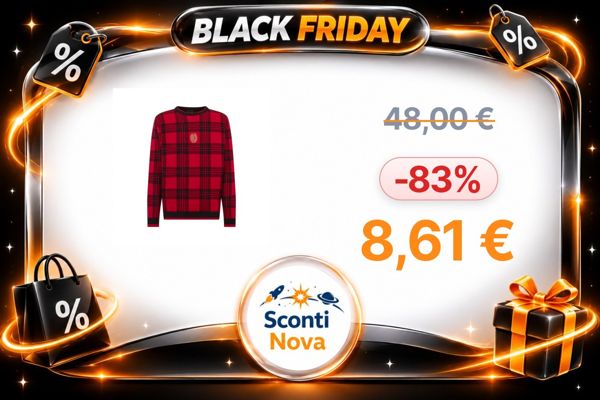 BLACK FRIDAY
%
%
48,00 €
-83%
8,61 €
%
%
Sconti
Nova